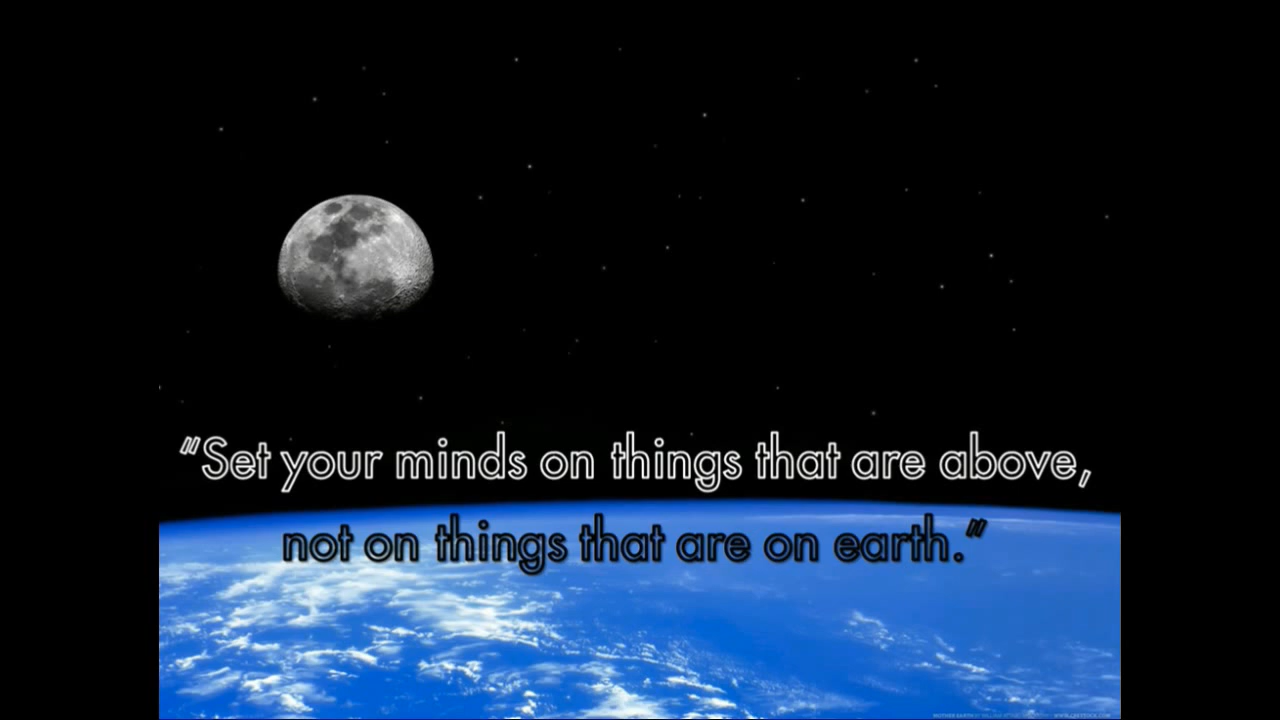 “Set your minds on things that are above,
not on things that are on earth.”